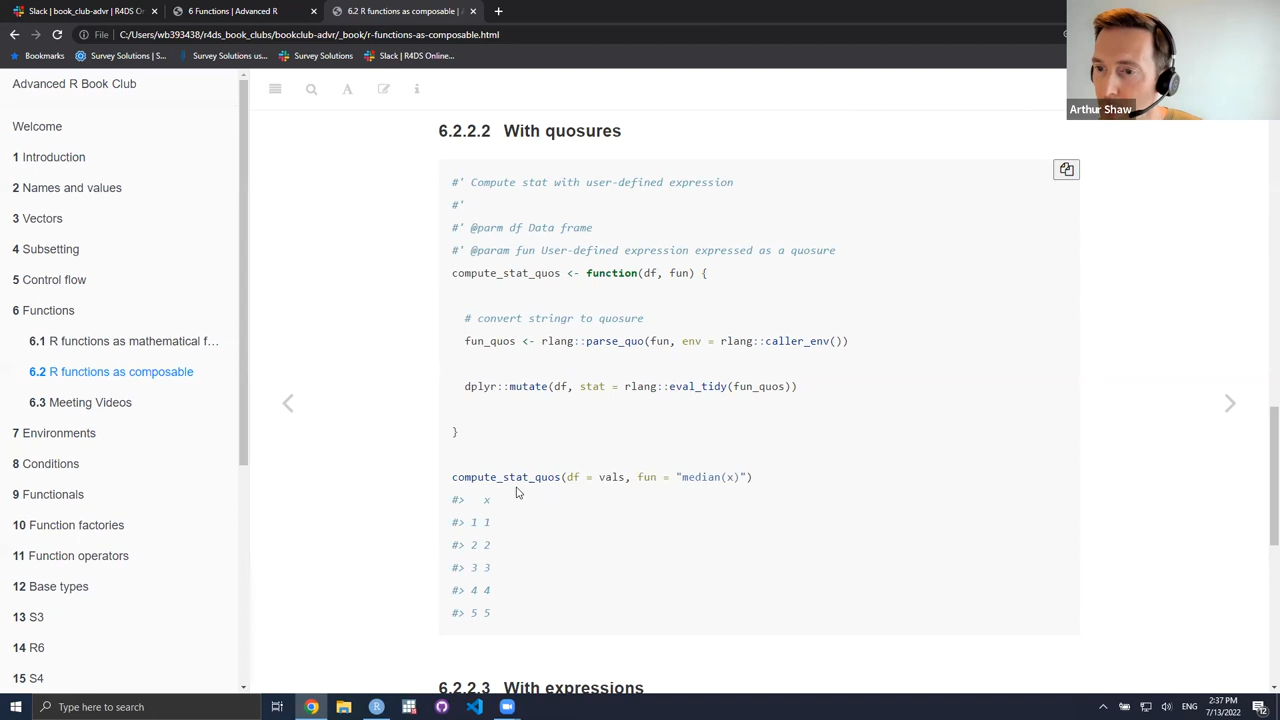 Slack | book_club-advr | R4DS On
6 Functions | Advanced R
6.2 R functions as composable | A
File
C:/Users/wb393438/r4ds_book_clubs/bookclub-advr/_book/r-functions-as-composable.html
Bookmarks
Survey Solutions | S...
Survey Solutions us...
Survey Solutions
Slack | R4DS Online...
Arthur Shaw
Advanced R Book Club
Welcome
1 Introduction
2 Names and values
3 Vectors
4 Subsetting
5 Control flow
6 Functions
6.1 R functions as mathematical f…
6.2 R functions as composable
6.3 Meeting Videos
7 Environments
8 Conditions
9 Functionals
10 Function factories
11 Function operators
12 Base types
13 S3
14 R6
15 S4
6.2.2.2 With quosures
#' Compute stat with user-defined expression
#'
#' @parm df Data frame
#' @param fun User-defined expression expressed as a quosure
compute_stat_quos <- function(df, fun) {
# convert stringr to quosure
fun_quos <- rlang::parse_quo(fun, env = rlang::caller_env())
dplyr::mutate(df, stat = rlang::eval_tidy(fun_quos))
}
compute_stat_quos(df = vals, fun = "median(x)")
#>   x
#> 1 1
#> 2 2
#> 3 3
#> 4 4
#> 5 5
6.2.2.3 With expressions
Type here to search
ENG
2:37 PM
7/13/2022
12